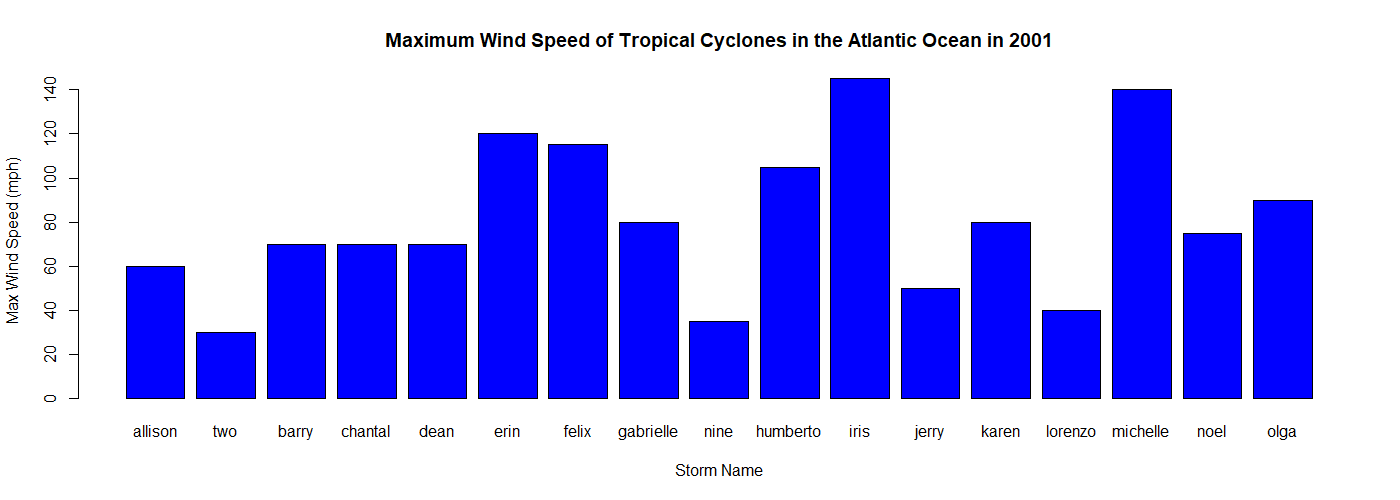 Maximum Wind Speed of Tropical Cyclones in the Atlantic Ocean in 2001
Max Wind Speed (mph)
140
120
100
80
60
40
20
0
allison two barry chantal dean erin felix gabrielle nine humberto iris jerry karen lorenzo michelle noel olga
Storm Name